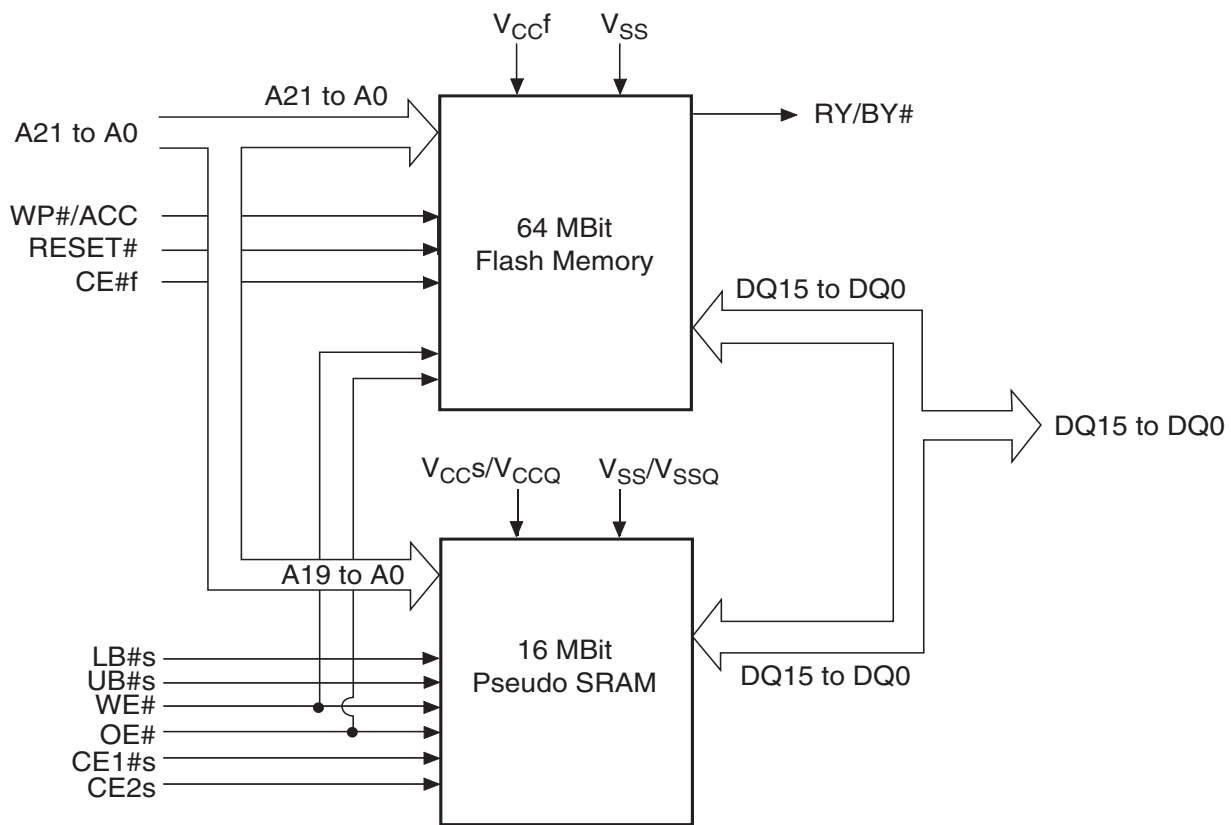 VCCf
VSS
A21 to A0
A21 to A0
RY/BY#
WP#/ACC
RESET#
CE#f
64 MBit
Flash Memory
DQ15 to DQ0
DQ15 to DQ0
VCCs/VCCQ
VSS/VSSQ
A19 to A0
16 MBit
Pseudo SRAM
DQ15 to DQ0
LB#s
UB#s
WE#
OE#
CE1#s
CE2s